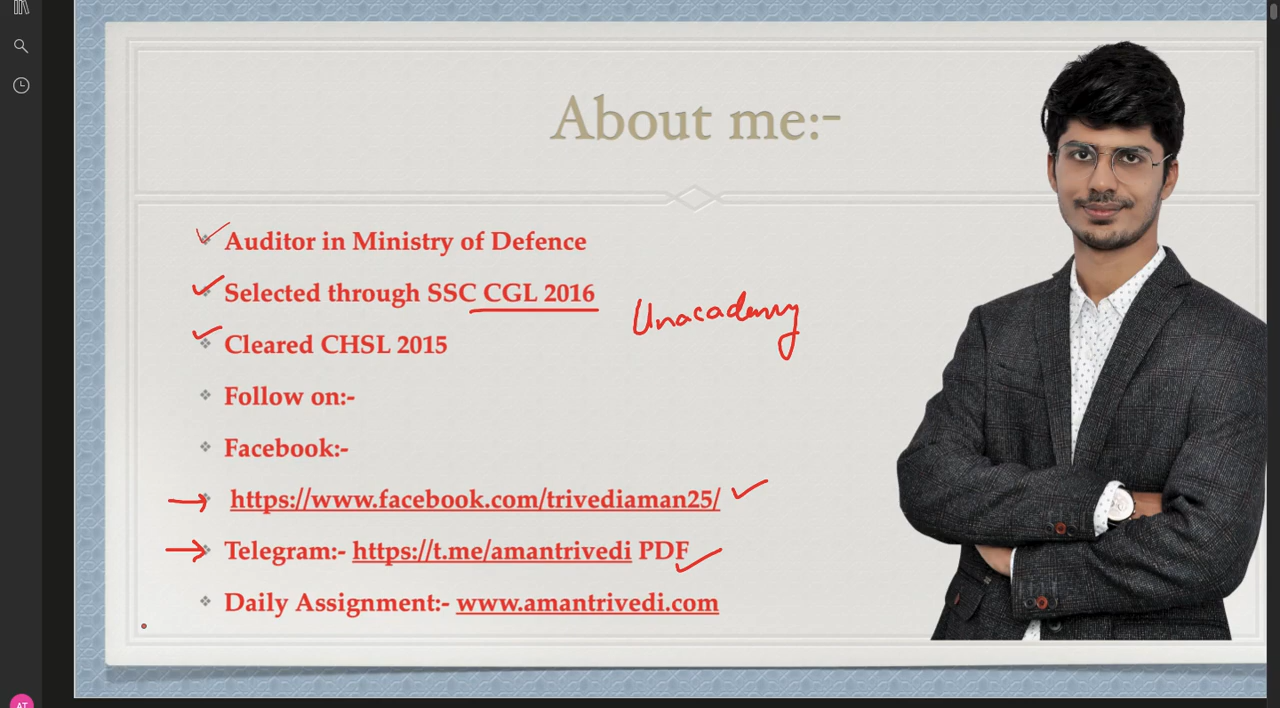 About me:-
Auditor in Ministry of Defence
Selected through SSC CGL 2016
Unacademy
Cleared CHSL 2015
Follow on:-
Facebook:-
https://www.facebook.com/trivediaman25/
Telegram:- https://t.me/amantrivedi PDF
Daily Assignment:- www.amantrivedi.com
AT